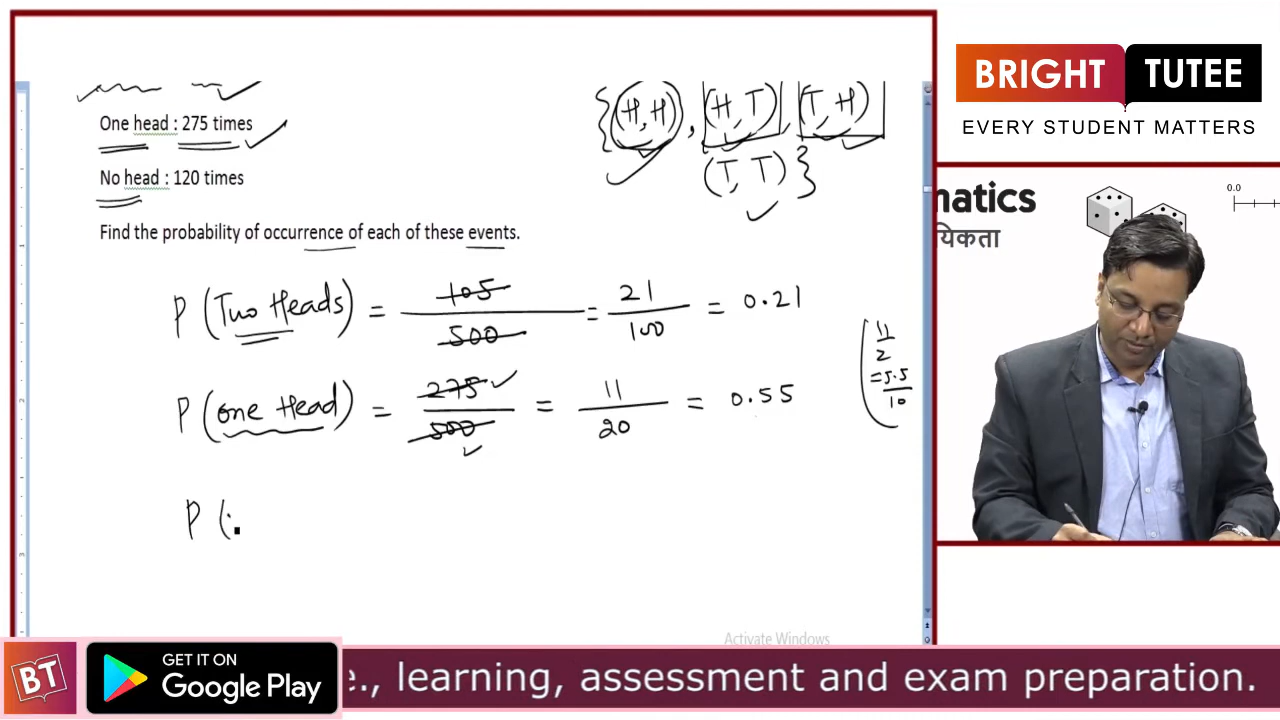 BRIGHT TUTEE
EVERY STUDENT MATTERS
One head : 275 times
No head : 120 times
{(H, H), (H, T), (T, H)
(T, T)}
Find the probability of occurrence of each of these events.
P (Two Heads) = 105/500 = 21/100 = 0.21
P (one Head) = 275/500 = 11/20 = 0.55
11/2
= 5.5/10
P (
natics
यिकता
0.0
Activate Windows
BT
GET IT ON
Google Play
e., learning, assessment and exam preparation.